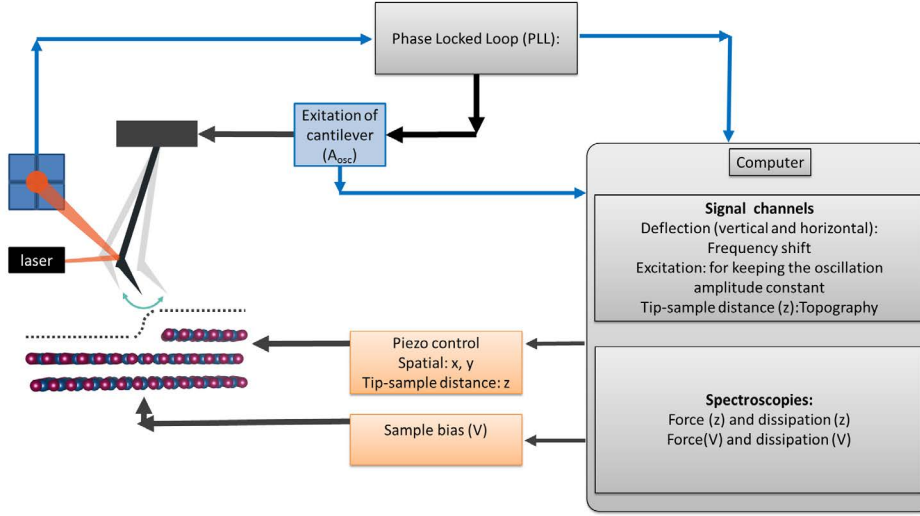 Phase Locked Loop (PLL):
Exitation of
cantilever
(Aosc)
Computer
Signal channels
Deflection (vertical and horizontal):
Frequency shift
Excitation: for keeping the oscillation
amplitude constant
Tip-sample distance (z):Topography
laser
Piezo control
Spatial: x, y
Tip-sample distance: z
Spectroscopies:
Force (z) and dissipation (z)
Force(V) and dissipation (V)
Sample bias (V)